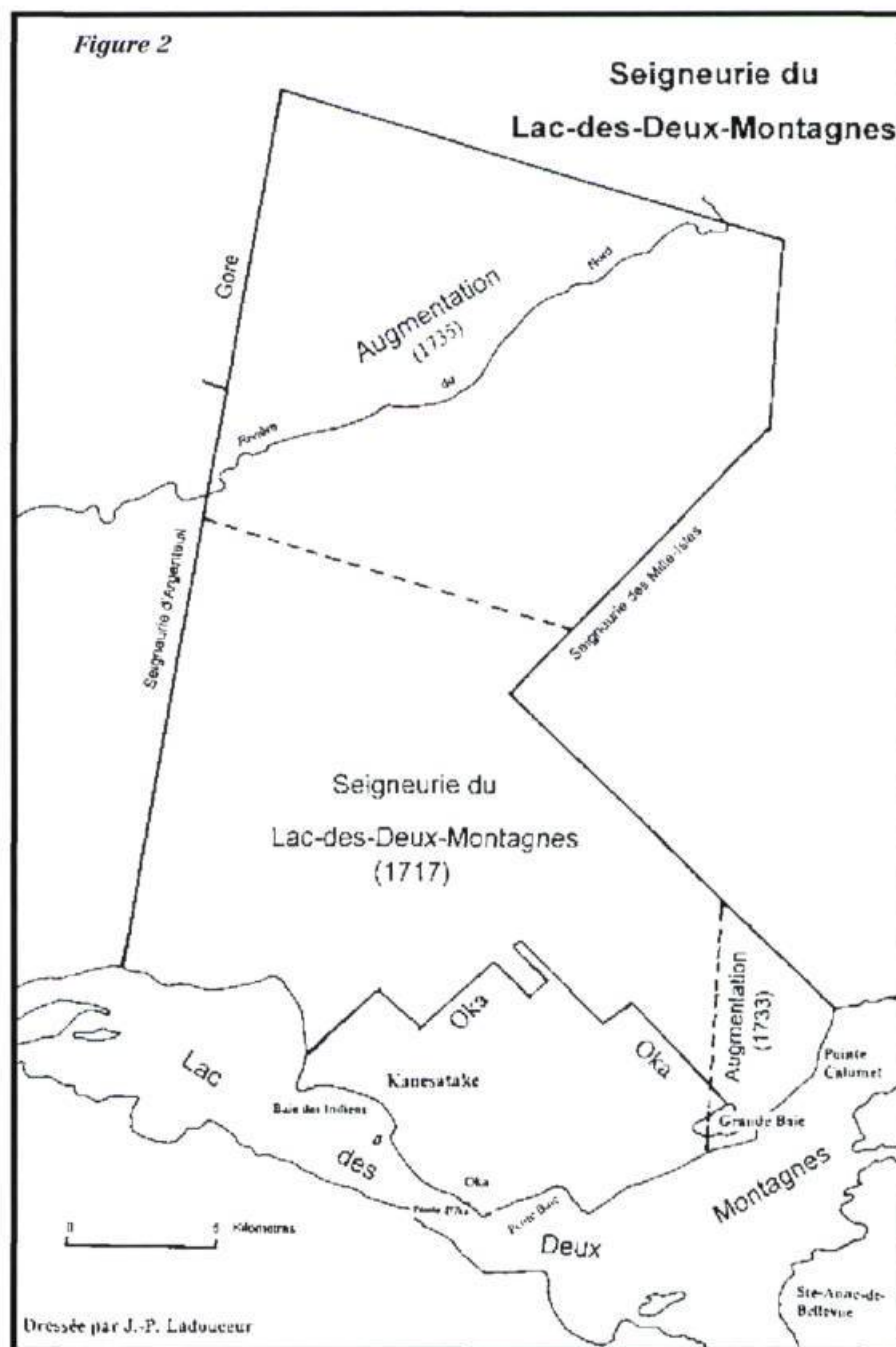 Figure 2
Seigneurie du
Lac-des-Deux-Montagnes
Gore
Augmentation
(1735)
Rivière
du
Nord
Seigneurie d'Argenteuil
Seigneurie des Mille-Isles
Seigneurie du
Lac-des-Deux-Montagnes
(1717)
Augmentation
(1733)
Oka
Oka
Kanesatake
Pointe
Calumet
Grande Baie
Lac
des
Deux
Montagnes
Baie des Indiens
Oka
0
5
Kilometras
Ste-Anne-de-
Bellevue
Dressée par J.-P. Ladouceur